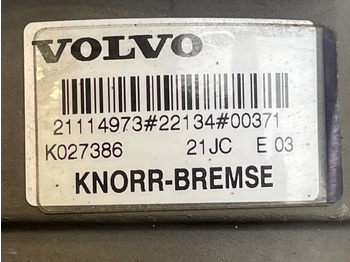 VOLVO
21114973#22134#00371
K027386 21JC E 03
KNORR-BREMSE